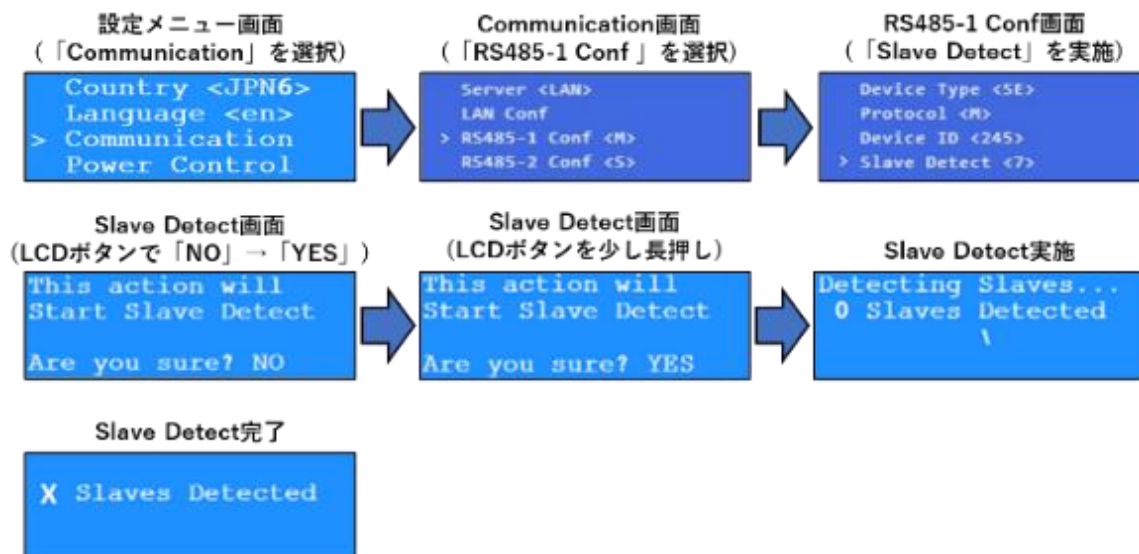 設定メニュー画面
(「Communication」を選択)
Country <JPN6>
Language <en>
> Communication
Power Control
Communication画面
(「RS485-1 Conf 」を選択)
Server <LAN>
LAN Conf
> RS485-1 Conf <M>
RS485-2 Conf <S>
RS485-1 Conf画面
(「Slave Detect」を実施)
Device Type <SE>
Protocol <M>
Device ID <245>
> Slave Detect <7>
Slave Detect画面
(LCDボタンで「NO」→「YES」)
This action will
Start Slave Detect
Are you sure? NO
Slave Detect画面
(LCDボタンを少し長押し)
This action will
Start Slave Detect
Are you sure? YES
Slave Detect実施
Detecting Slaves...
0 Slaves Detected
\
Slave Detect完了
X Slaves Detected